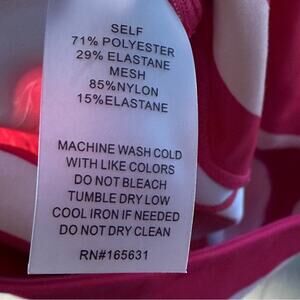 SELF
71% POLYESTER
29% ELASTANE
MESH
85%NYLON
15%ELASTANE
MACHINE WASH COLD
WITH LIKE COLORS
DO NOT BLEACH
TUMBLE DRY LOW
COOL IRON IF NEEDED
DO NOT DRY CLEAN
RN#165631